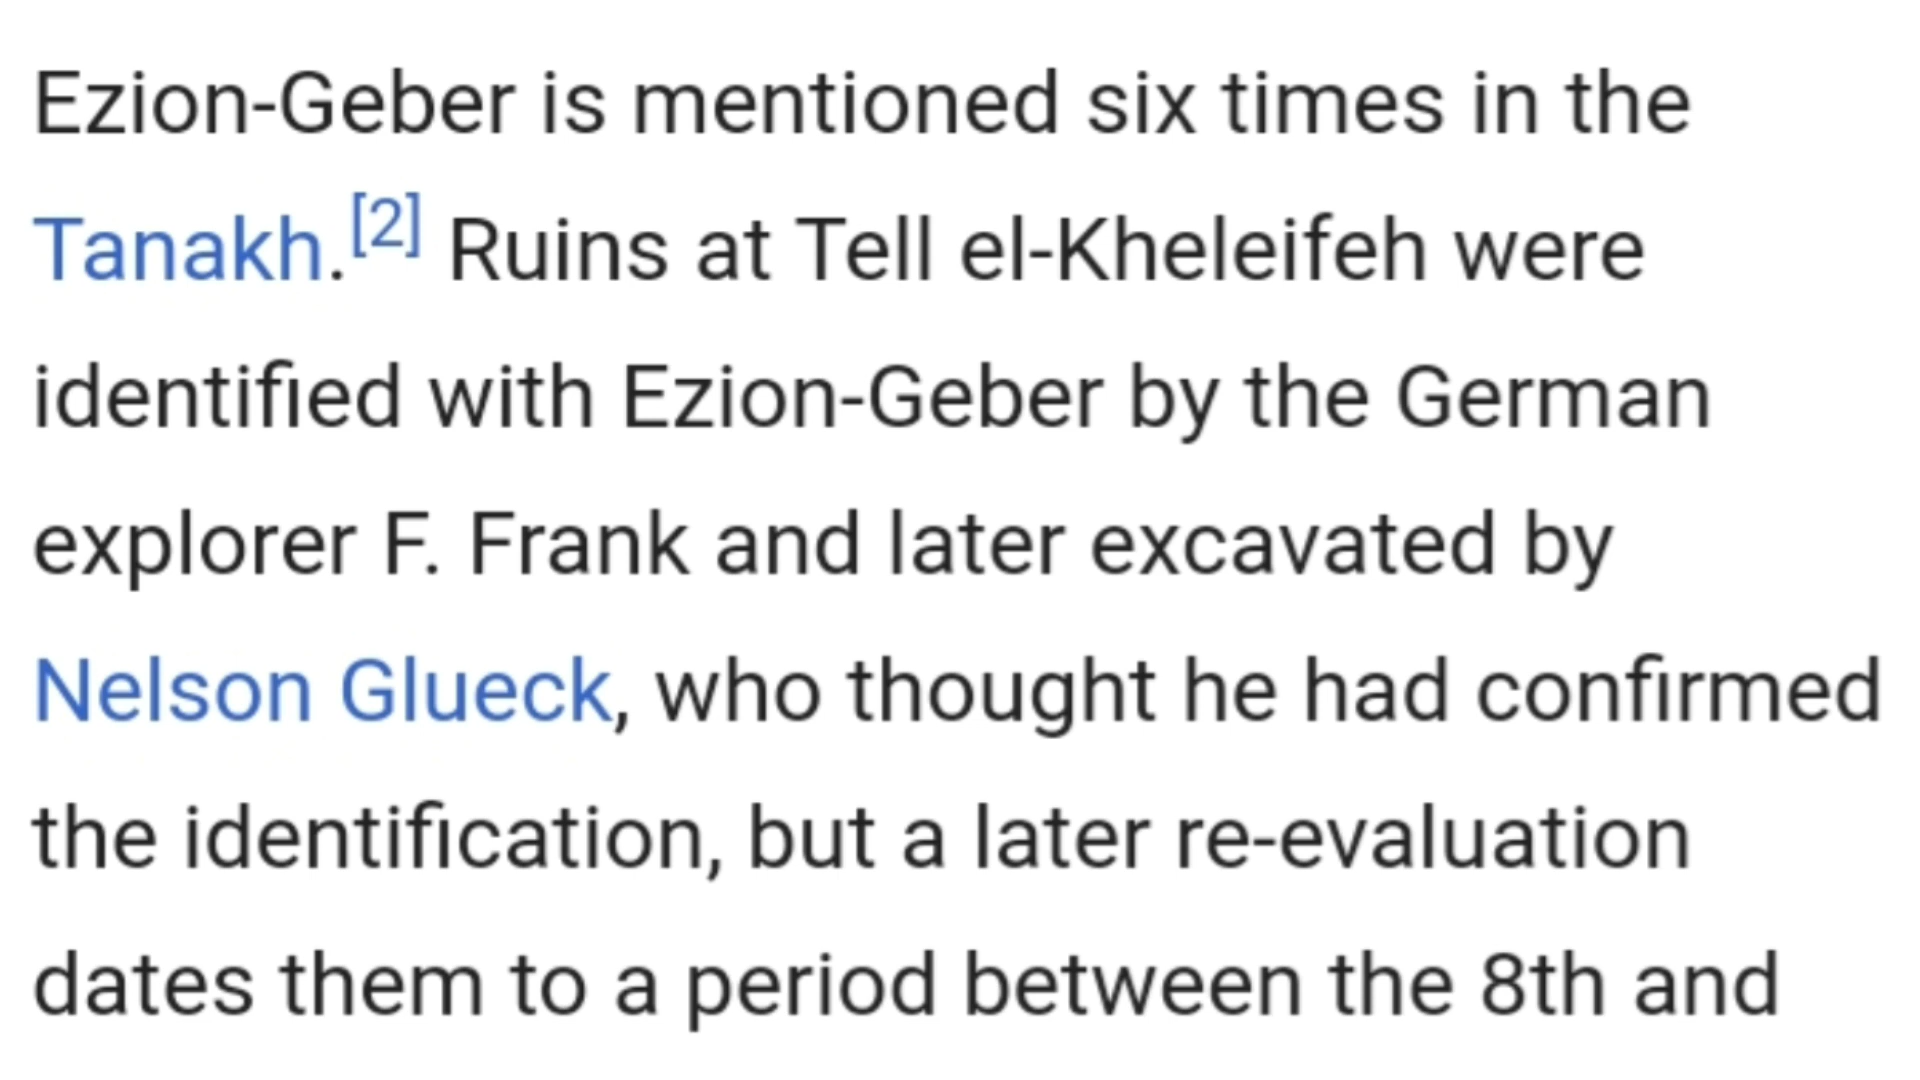 Ezion-Geber is mentioned six times in the
Tanakh.[2] Ruins at Tell el-Kheleifeh were
identified with Ezion-Geber by the German
explorer F. Frank and later excavated by
Nelson Glueck, who thought he had confirmed
the identification, but a later re-evaluation
dates them to a period between the 8th and